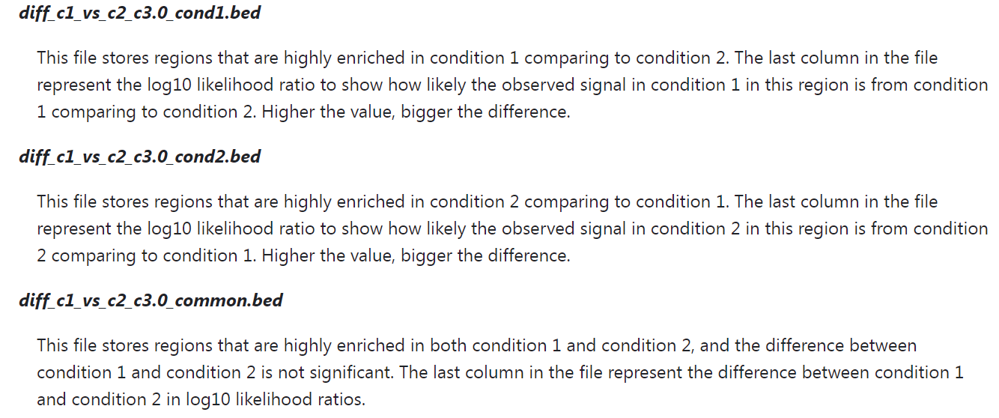 diff_c1_vs_c2_c3.0_cond1.bed
This file stores regions that are highly enriched in condition 1 comparing to condition 2. The last column in the file
represent the log10 likelihood ratio to show how likely the observed signal in condition 1 in this region is from condition
1 comparing to condition 2. Higher the value, bigger the difference.
diff_c1_vs_c2_c3.0_cond2.bed
This file stores regions that are highly enriched in condition 2 comparing to condition 1. The last column in the file
represent the log10 likelihood ratio to show how likely the observed signal in condition 2 in this region is from condition
2 comparing to condition 1. Higher the value, bigger the difference.
diff_c1_vs_c2_c3.0_common.bed
This file stores regions that are highly enriched in both condition 1 and condition 2, and the difference between
condition 1 and condition 2 is not significant. The last column in the file represent the difference between condition 1
and condition 2 in log10 likelihood ratios.